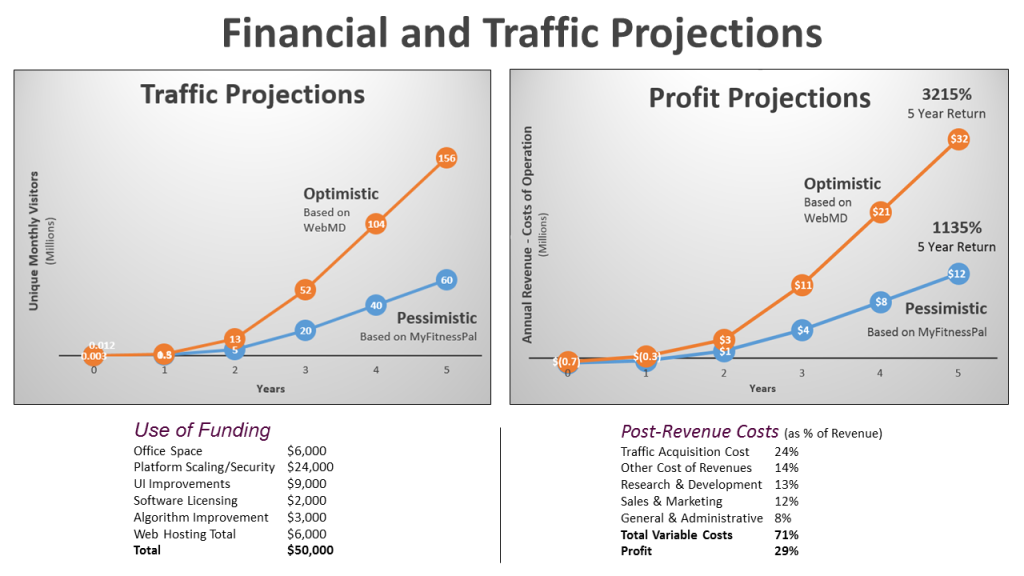 Financial and Traffic Projections
Traffic Projections
Unique Monthly Visitors
(Millions)
Optimistic
Based on
WebMD
Pessimistic
Based on MyFitnessPal
156
104
52
13
60
40
20
5
0.012
0.003
0 1 2 3 4 5
Years
Profit Projections
Annual Revenue - Costs of Operation
(Millions)
3215%
5 Year Return
Optimistic
Based on
WebMD
1135%
5 Year Return
Pessimistic
Based on MyFitnessPal
$32
$21
$11
$3
$12
$8
$4
$1
$(0.7)
$(0.3)
0 1 2 3 4 5
Years
Use of Funding
Office Space $6,000
Platform Scaling/Security $24,000
UI Improvements $9,000
Software Licensing $2,000
Algorithm Improvement $3,000
Web Hosting Total $6,000
Total $50,000
Post-Revenue Costs (as % of Revenue)
Traffic Acquisition Cost 24%
Other Cost of Revenues 14%
Research & Development 13%
Sales & Marketing 12%
General & Administrative 8%
Total Variable Costs 71%
Profit 29%